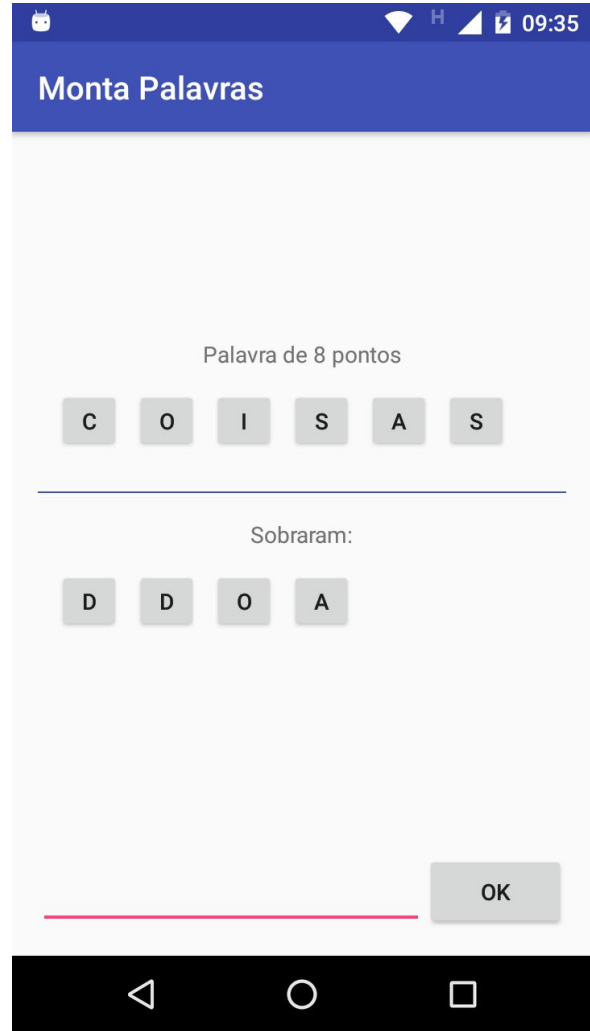 H 09:35
Monta Palavras
Palavra de 8 pontos
C O I S A S
Sobraram:
D D O A
OK